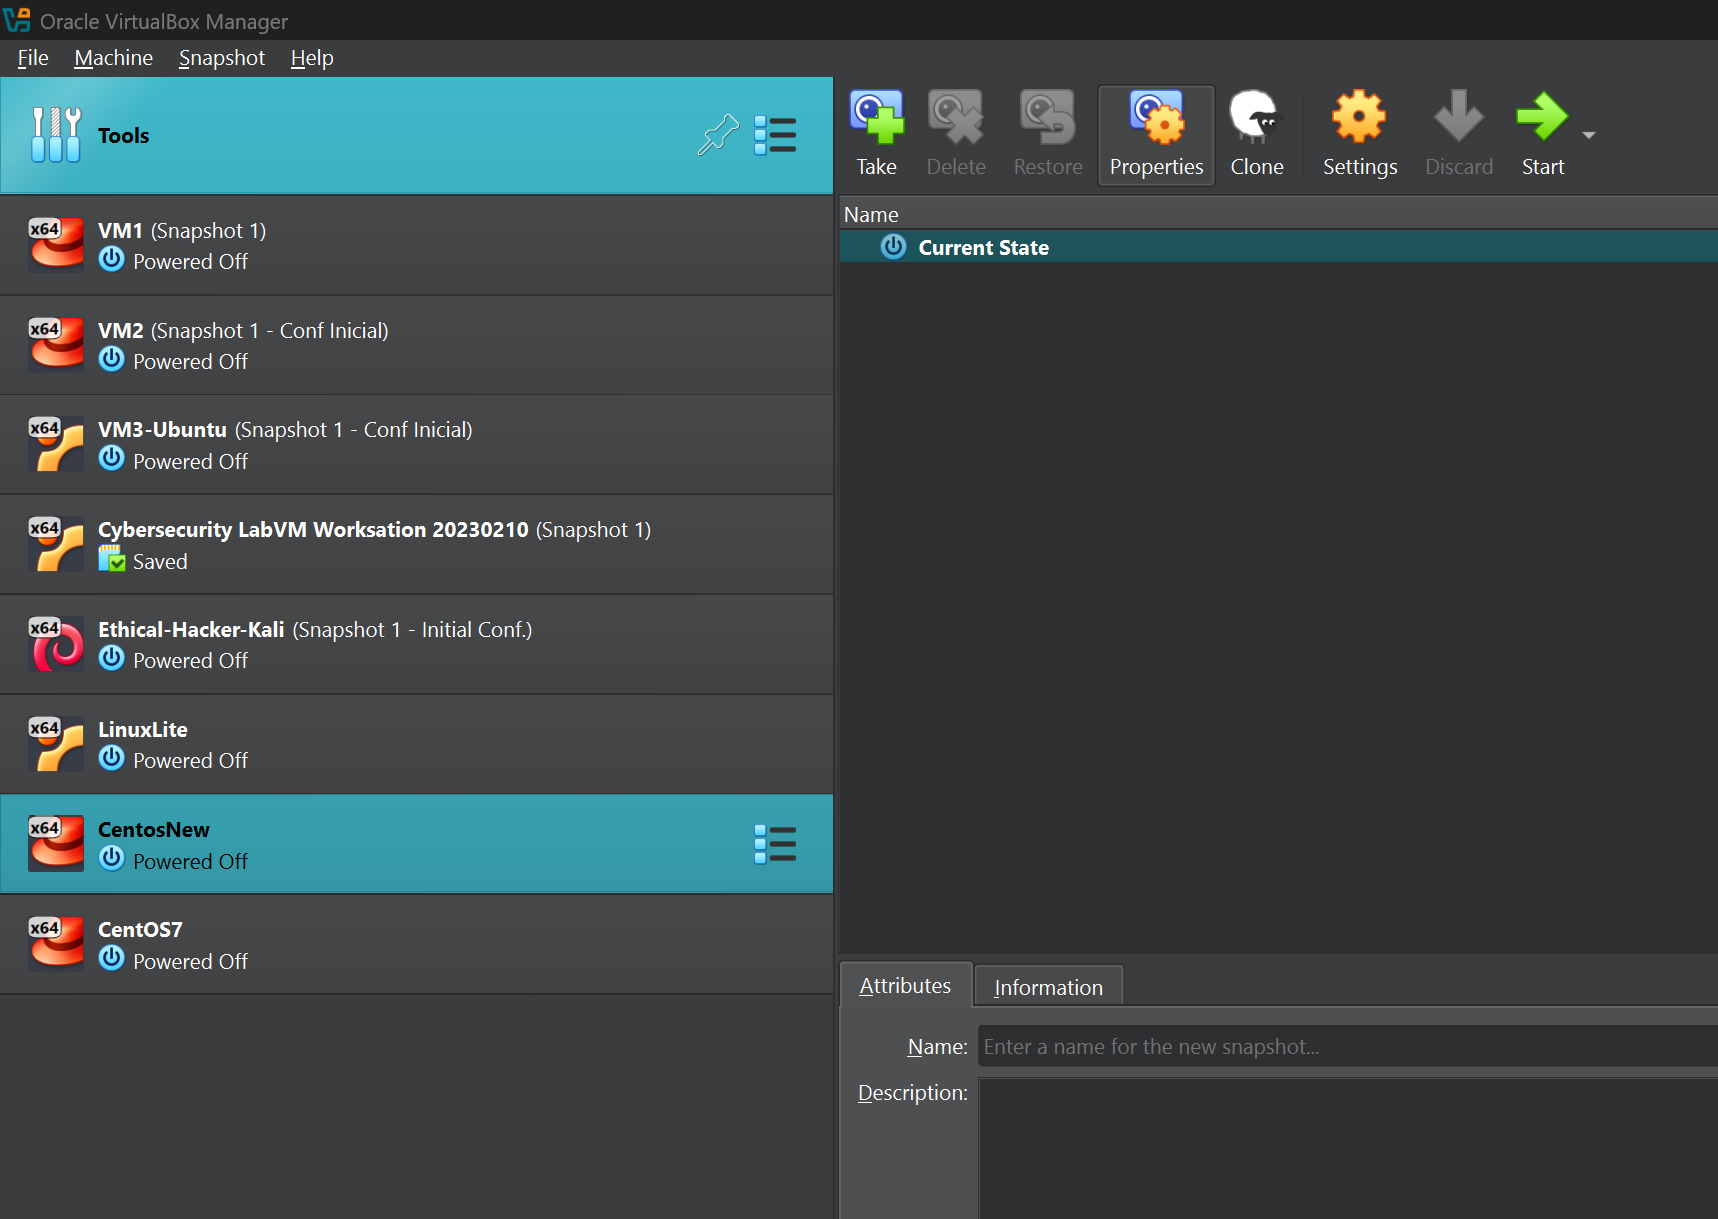 Oracle VirtualBox Manager
File Machine Snapshot Help
Tools
Take Delete Restore Properties Clone Settings Discard Start
x64 VM1 (Snapshot 1)
Powered Off
x64 VM2 (Snapshot 1 - Conf Inicial)
Powered Off
x64 VM3-Ubuntu (Snapshot 1 - Conf Inicial)
Powered Off
x64 Cybersecurity LabVM Worksation 20230210 (Snapshot 1)
Saved
x64 Ethical-Hacker-Kali (Snapshot 1 - Initial Conf.)
Powered Off
x64 LinuxLite
Powered Off
x64 CentosNew
Powered Off
x64 CentOS7
Powered Off
Name
Current State
Attributes Information
Name: Enter a name for the new snapshot...
Description: